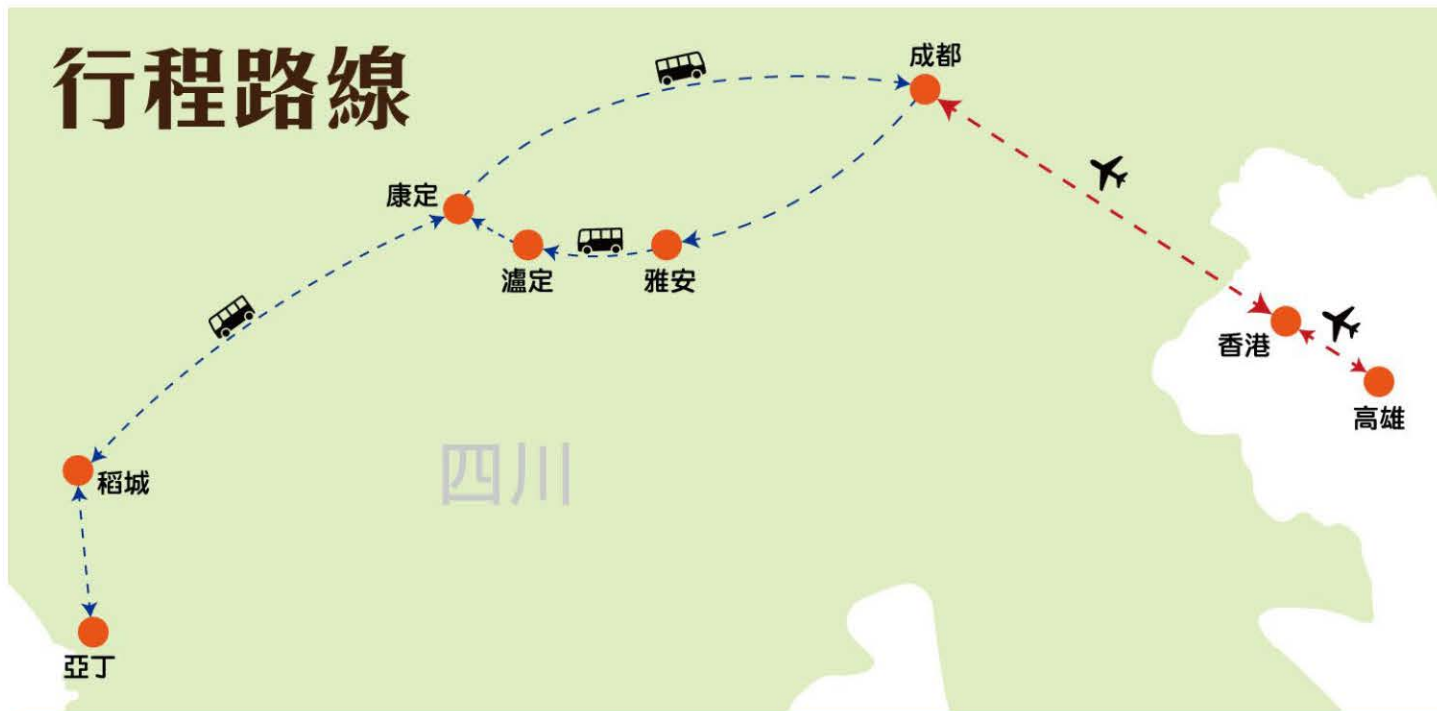 行程路線
成都
康定
瀘定
雅安
香港
高雄
稻城
四川
亞丁